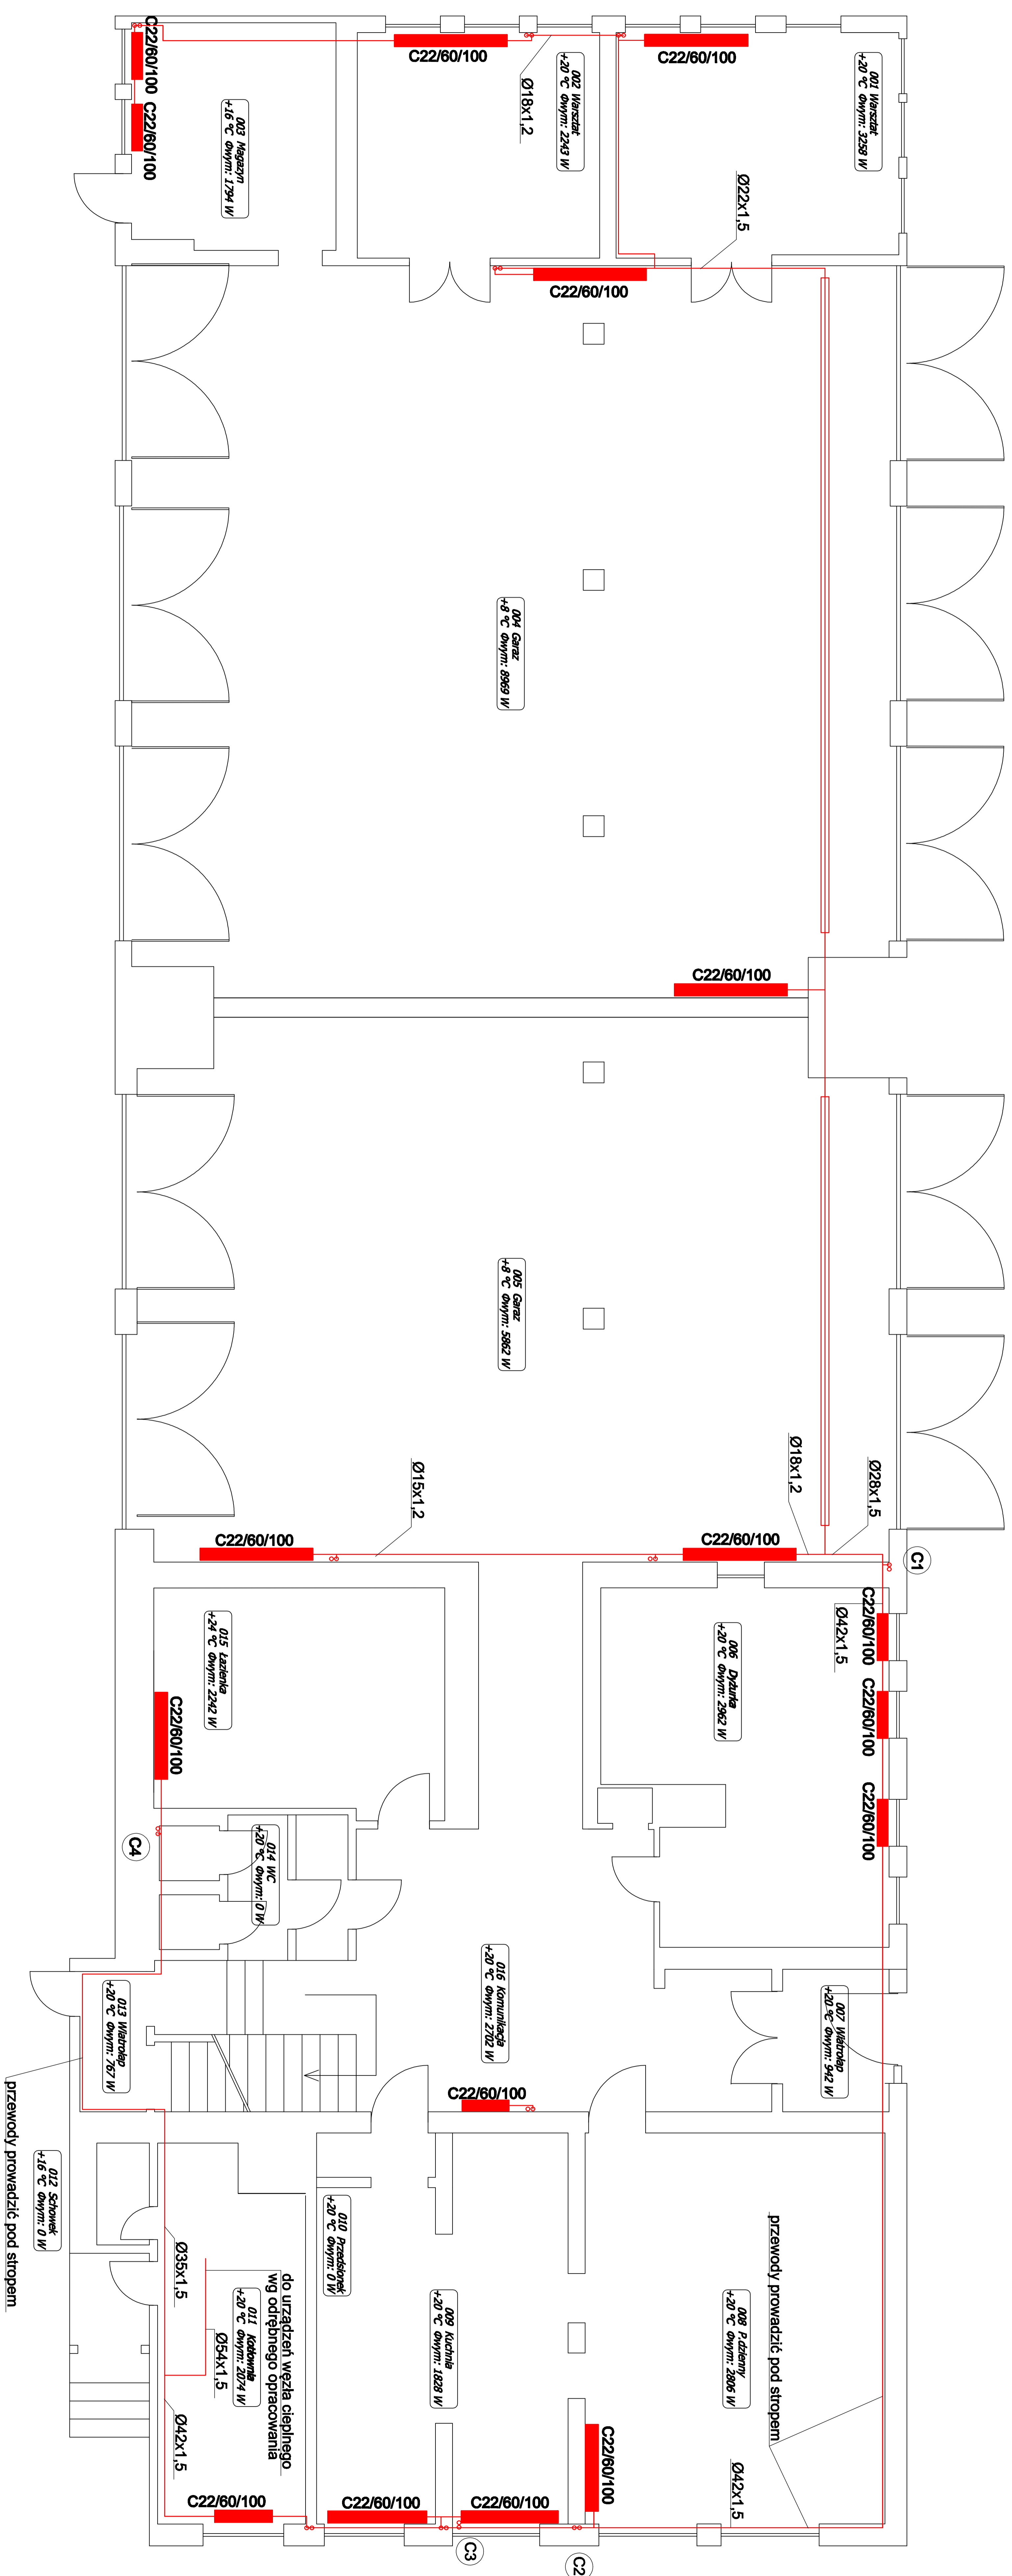 C22/60/100
C22/60/100
C22/60/100
C22/60/100
003 Magazyn
+16 °C Φwym: 1794 W
002 Warsztat
+20 °C Φwym: 2243 W
Ø18x1,2
001 Warsztat
+20 °C Φwym: 3258 W
Ø22x1,5
C22/60/100
004 Garaz
+8 °C Φwym: 8969 W
C22/60/100
005 Garaz
+8 °C Φwym: 5862 W
Ø15x1,2
Ø18x1,2
Ø28x1,5
C1
C22/60/100
C22/60/100
Ø42x1,5
C22/60/100
C22/60/100
C22/60/100
015 Łazienka
+24 °C Φwym: 2242 W
006 Dyżurka
+20 °C Φwym: 2962 W
C22/60/100
C4
014 WC
+20 °C Φwym: 0 W
016 Komunikacja
+20 °C Φwym: 2702 W
013 Wiatrołap
+20 °C Φwym: 767 W
007 Wiatrołap
+20 °C Φwym: 942 W
C22/60/100
przewody prowadzić pod stropem
012 Schowek
+16 °C Φwym: 0 W
010 Przedsionek
+20 °C Φwym: 0 W
przewody prowadzić pod stropem
Ø35x1,5
do urządzeń węzła cieplnego
wg odrębnego opracowania
011 Kotłownia
+20 °C Φwym: 2074 W
Ø54x1,5
009 Kuchnia
+20 °C Φwym: 1828 W
008 P.dzienny
+20 °C Φwym: 2806 W
Ø42x1,5
C22/60/100
Ø42x1,5
C22/60/100
C22/60/100
C22/60/100
C3
C2